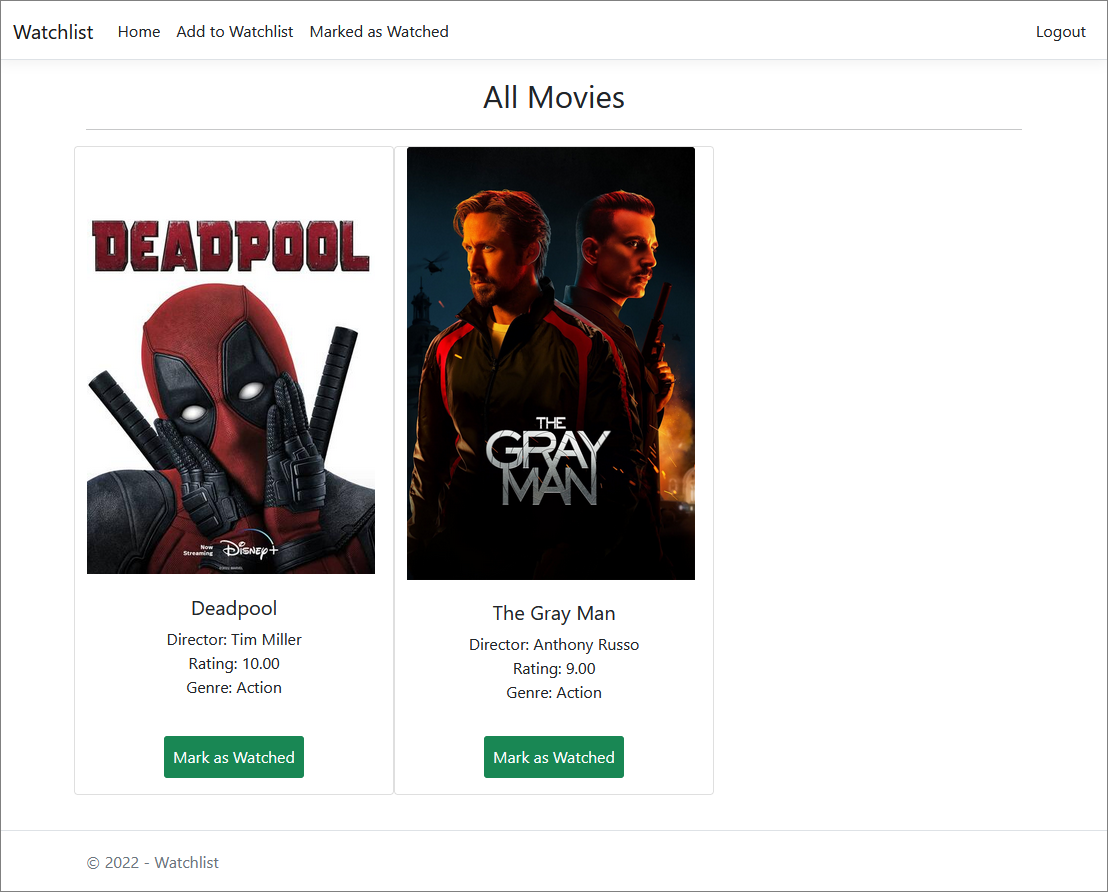 Watchlist Home Add to Watchlist Marked as Watched Logout
All Movies
DEADPOOL
Now
Streaming
Disney+
THE
GRAY
MAN
Deadpool
Director: Tim Miller
Rating: 10.00
Genre: Action
Mark as Watched
The Gray Man
Director: Anthony Russo
Rating: 9.00
Genre: Action
Mark as Watched
© 2022 - Watchlist